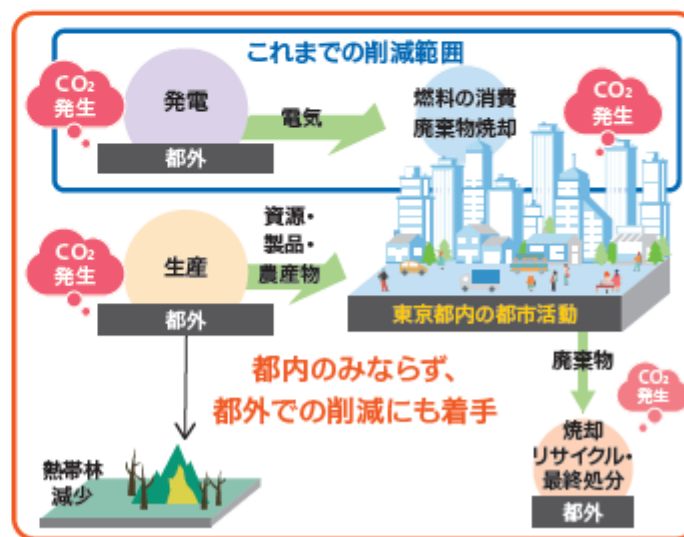 これまでの削減範囲
CO₂
発生
発電
都外
電気
燃料の消費
廃棄物焼却
CO₂
発生
CO₂
発生
生産
都外
資源・
製品・
農産物
東京都内の都市活動
都内のみならず、
都外での削減にも着手
熱帯林
減少
廃棄物
CO₂
発生
焼却
リサイクル・
最終処分
都外